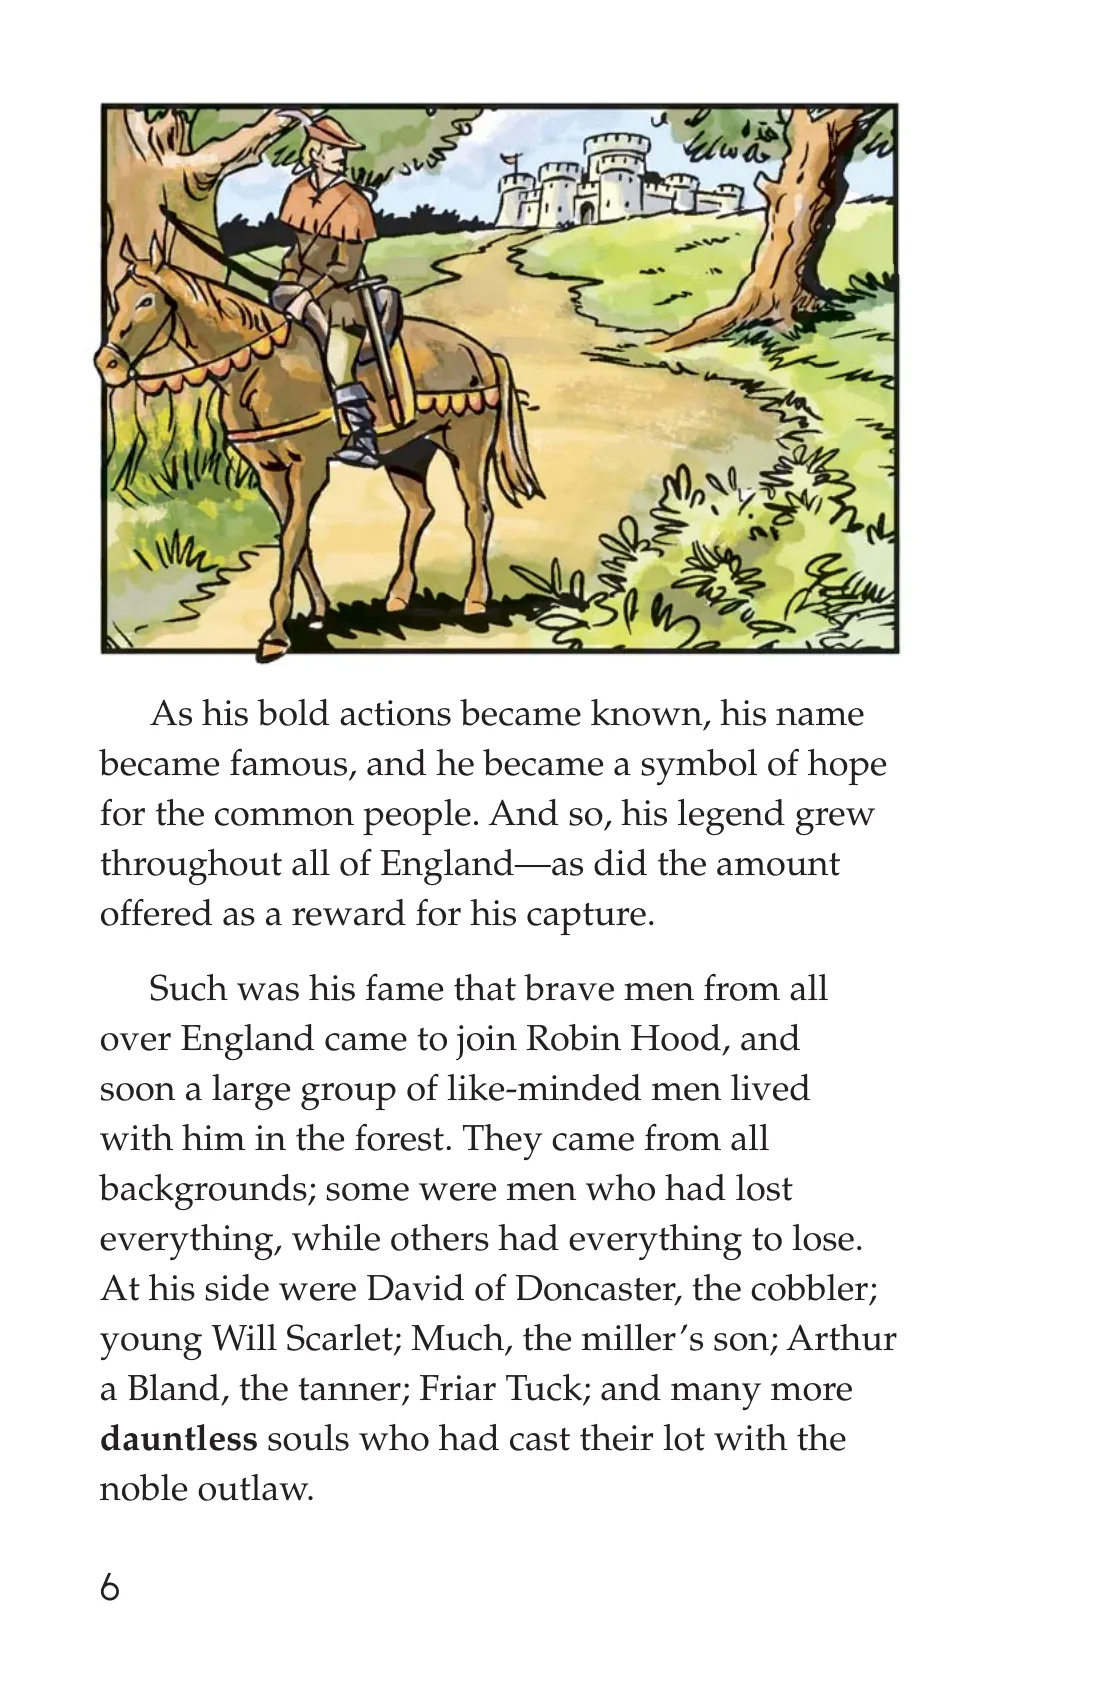 As his bold actions became known, his name
became famous, and he became a symbol of hope
for the common people. And so, his legend grew
throughout all of England—as did the amount
offered as a reward for his capture.
Such was his fame that brave men from all
over England came to join Robin Hood, and
soon a large group of like-minded men lived
with him in the forest. They came from all
backgrounds; some were men who had lost
everything, while others had everything to lose.
At his side were David of Doncaster, the cobbler;
young Will Scarlet; Much, the miller’s son; Arthur
a Bland, the tanner; Friar Tuck; and many more
dauntless souls who had cast their lot with the
noble outlaw.
6